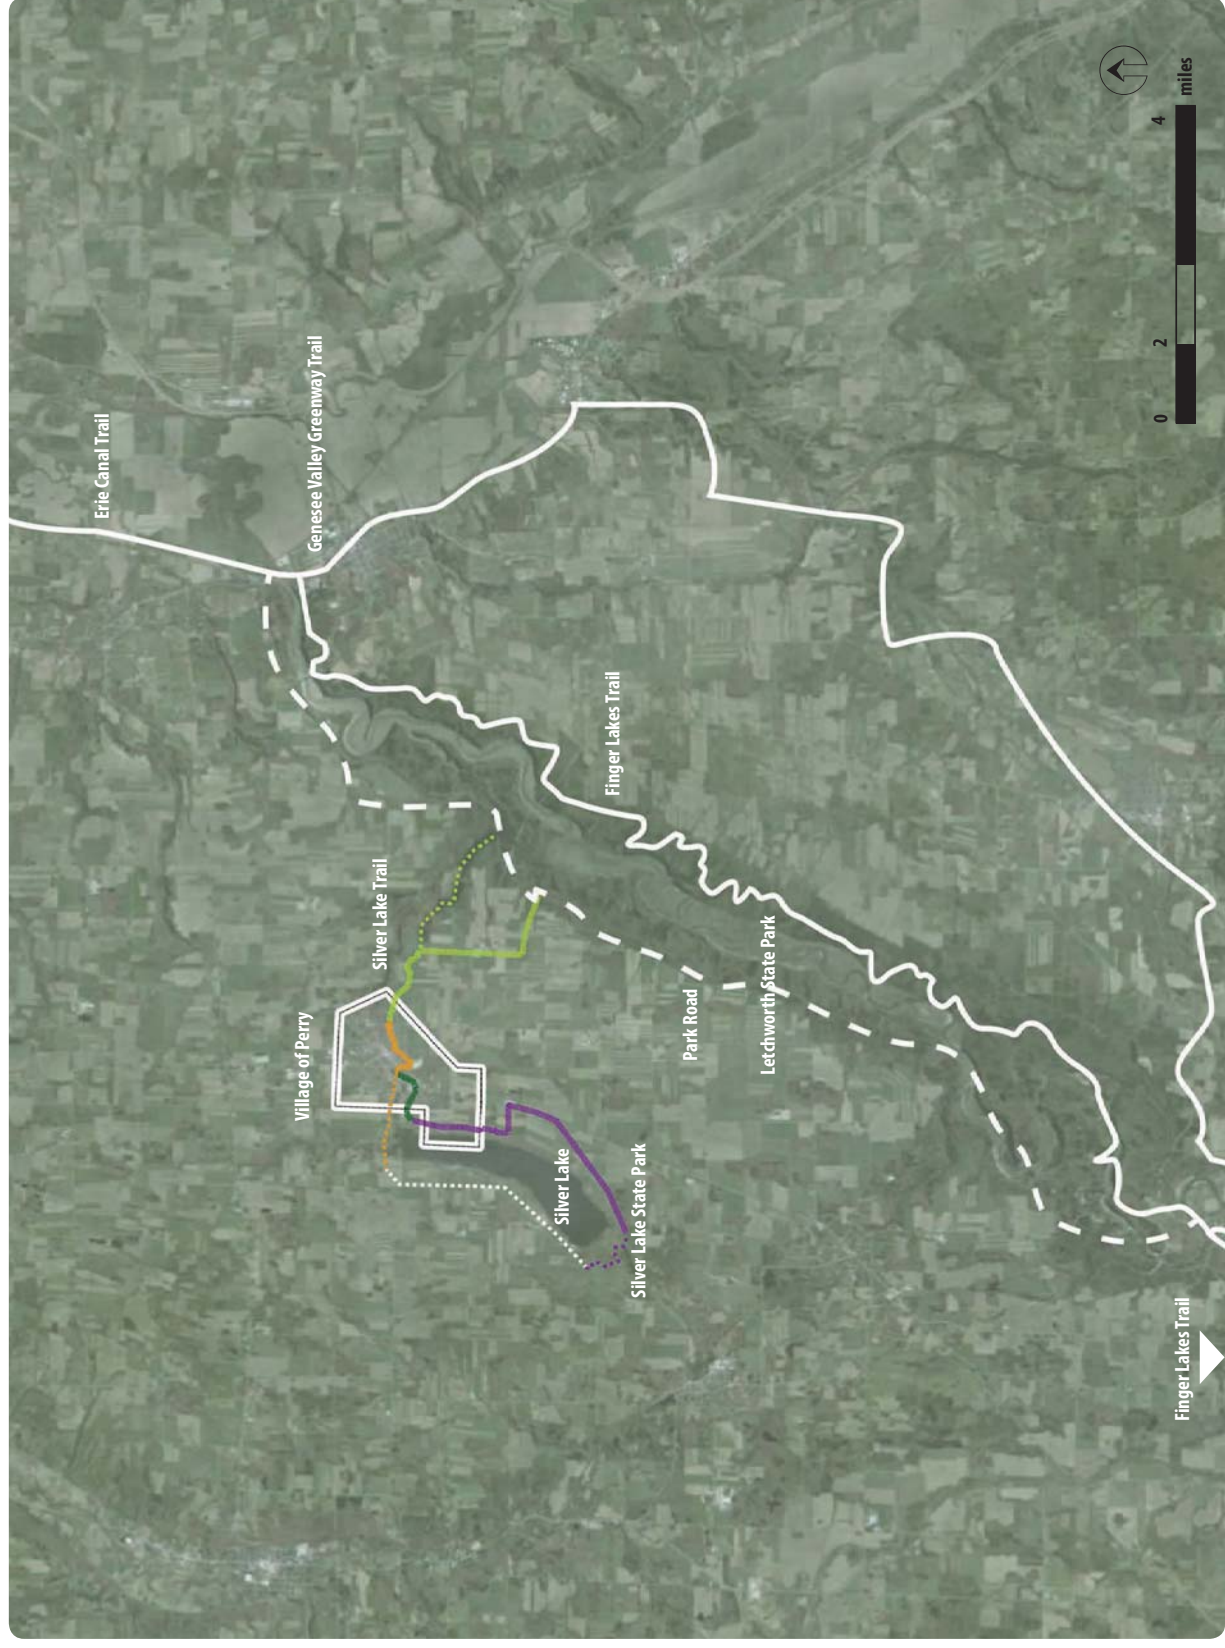 Erie Canal Trail
Genesee Valley Greenway Trail
Silver Lake Trail
Village of Perry
Finger Lakes Trail
Silver Lake
Silver Lake State Park
Park Road
Letchworth State Park
Finger Lakes Trail
0 2 4
miles